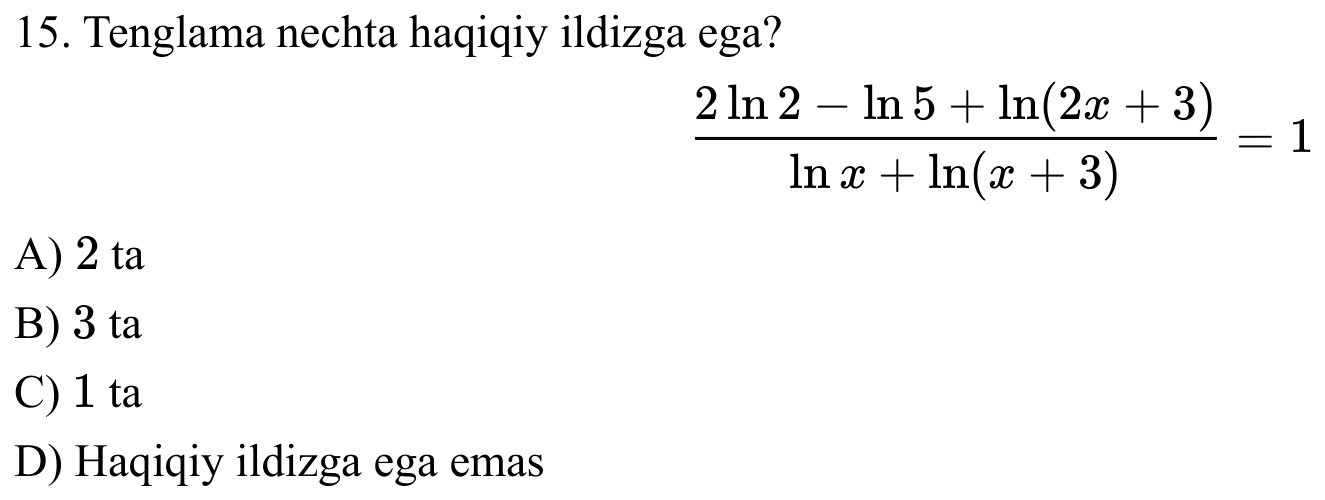 15. Tenglama nechta haqiqiy ildizga ega?
\frac{2 \ln 2 - \ln 5 + \ln(2x + 3)}{\ln x + \ln(x + 3)} = 1
A) 2 ta
B) 3 ta
C) 1 ta
D) Haqiqiy ildizga ega emas